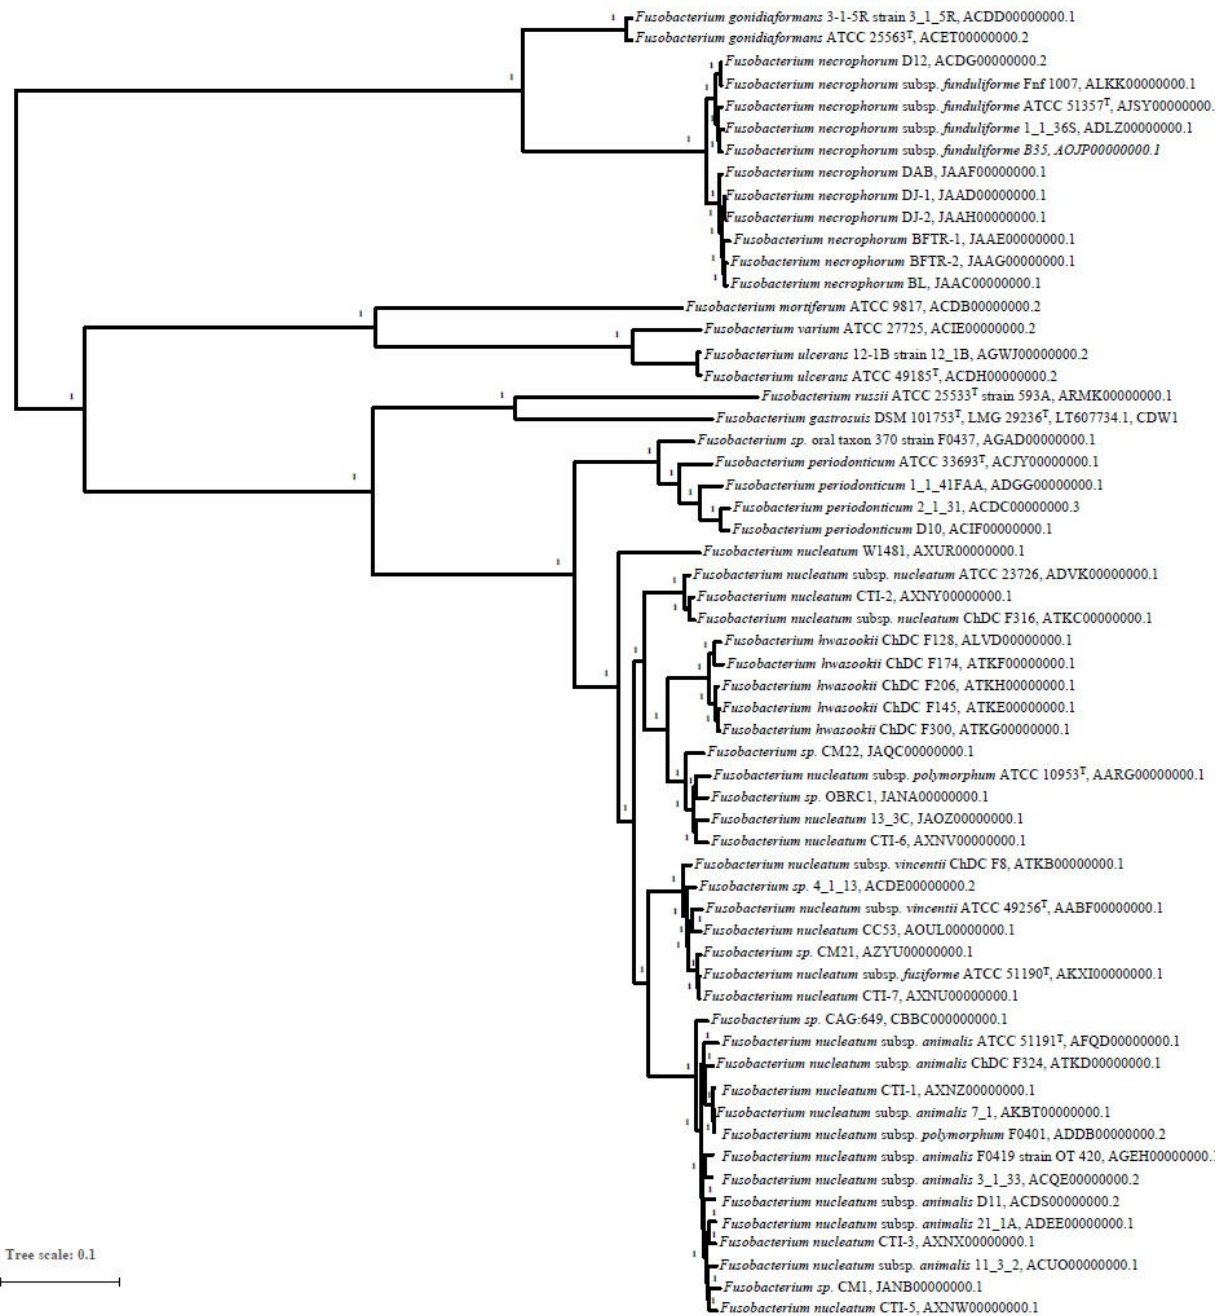 Fusobacterium gonidiaformans 3-1-5R strain 3_1_5R, ACDD00000000.1
Fusobacterium gonidiaformans ATCC 25563T, ACET00000000.2
Fusobacterium necrophorum D12, ACDG00000000.2
Fusobacterium necrophorum subsp. funduliforme Fnf 1007, ALKK00000000.1
Fusobacterium necrophorum subsp. funduliforme ATCC 51357T, AJSY00000000.
Fusobacterium necrophorum subsp. funduliforme 1_1_36S, ADLZ00000000.1
Fusobacterium necrophorum subsp. funduliforme B35, AOJP00000000.1
Fusobacterium necrophorum DAB, JAAF00000000.1
Fusobacterium necrophorum DJ-1, JAAD00000000.1
Fusobacterium necrophorum DJ-2, JAAH00000000.1
Fusobacterium necrophorum BFTR-1, JAAE00000000.1
Fusobacterium necrophorum BFTR-2, JAAG00000000.1
Fusobacterium necrophorum BL, JAAC00000000.1
Fusobacterium mortiferum ATCC 9817, ACDB00000000.2
Fusobacterium varium ATCC 27725, ACIE00000000.2
Fusobacterium ulcerans 12-1B strain 12_1B, AGWJ00000000.2
Fusobacterium ulcerans ATCC 49185T, ACDH00000000.2
Fusobacterium russii ATCC 25533T strain 593A, ARMK00000000.1
Fusobacterium gastrosuis DSM 101753T, LMG 29236T, LT607734.1, CDW1
Fusobacterium sp. oral taxon 370 strain F0437, AGAD00000000.1
Fusobacterium periodonticum ATCC 33693T, ACJY00000000.1
Fusobacterium periodonticum 1_1_41FAA, ADGG00000000.1
Fusobacterium periodonticum 2_1_31, ACDC00000000.3
Fusobacterium periodonticum D10, ACIF00000000.1
Fusobacterium nucleatum W1481, AXUR00000000.1
Fusobacterium nucleatum subsp. nucleatum ATCC 23726, ADVK00000000.1
Fusobacterium nucleatum CTI-2, AXNY00000000.1
Fusobacterium nucleatum subsp. nucleatum ChDC F316, ATKC00000000.1
Fusobacterium hwasookii ChDC F128, ALVD00000000.1
Fusobacterium hwasookii ChDC F174, ATKF00000000.1
Fusobacterium hwasookii ChDC F206, ATKH00000000.1
Fusobacterium hwasookii ChDC F145, ATKE00000000.1
Fusobacterium hwasookii ChDC F300, ATKG00000000.1
Fusobacterium sp. CM22, JAQC00000000.1
Fusobacterium nucleatum subsp. polymorphum ATCC 10953T, AARG00000000.1
Fusobacterium sp. OBRC1, JANA00000000.1
Fusobacterium nucleatum 13_3C, JAOZ00000000.1
Fusobacterium nucleatum CTI-6, AXNV00000000.1
Fusobacterium nucleatum subsp. vincentii ChDC F8, ATKB00000000.1
Fusobacterium sp. 4_1_13, ACDE00000000.2
Fusobacterium nucleatum subsp. vincentii ATCC 49256T, AABF00000000.1
Fusobacterium nucleatum CC53, AOUL00000000.1
Fusobacterium sp. CM21, AZYU00000000.1
Fusobacterium nucleatum subsp. fusiforme ATCC 51190T, AKXI00000000.1
Fusobacterium nucleatum CTI-7, AXNU00000000.1
Fusobacterium sp. CAG:649, CBBC000000000.1
Fusobacterium nucleatum subsp. animalis ATCC 51191T, AFQD00000000.1
Fusobacterium nucleatum subsp. animalis ChDC F324, ATKD00000000.1
Fusobacterium nucleatum CTI-1, AXNZ00000000.1
Fusobacterium nucleatum subsp. animalis 7_1, AKBT00000000.1
Fusobacterium nucleatum subsp. polymorphum F0401, ADDB00000000.2
Fusobacterium nucleatum subsp. animalis F0419 strain OT 420, AGEH00000000.
Fusobacterium nucleatum subsp. animalis 3_1_33, ACQE00000000.2
Fusobacterium nucleatum subsp. animalis D11, ACDS00000000.2
Fusobacterium nucleatum subsp. animalis 21_1A, ADEE00000000.1
Fusobacterium nucleatum CTI-3, AXNX00000000.1
Fusobacterium nucleatum subsp. animalis 11_3_2, ACUO00000000.1
Fusobacterium sp. CM1, JANB00000000.1
Fusobacterium nucleatum CTI-5, AXNW00000000.1
Tree scale: 0.1